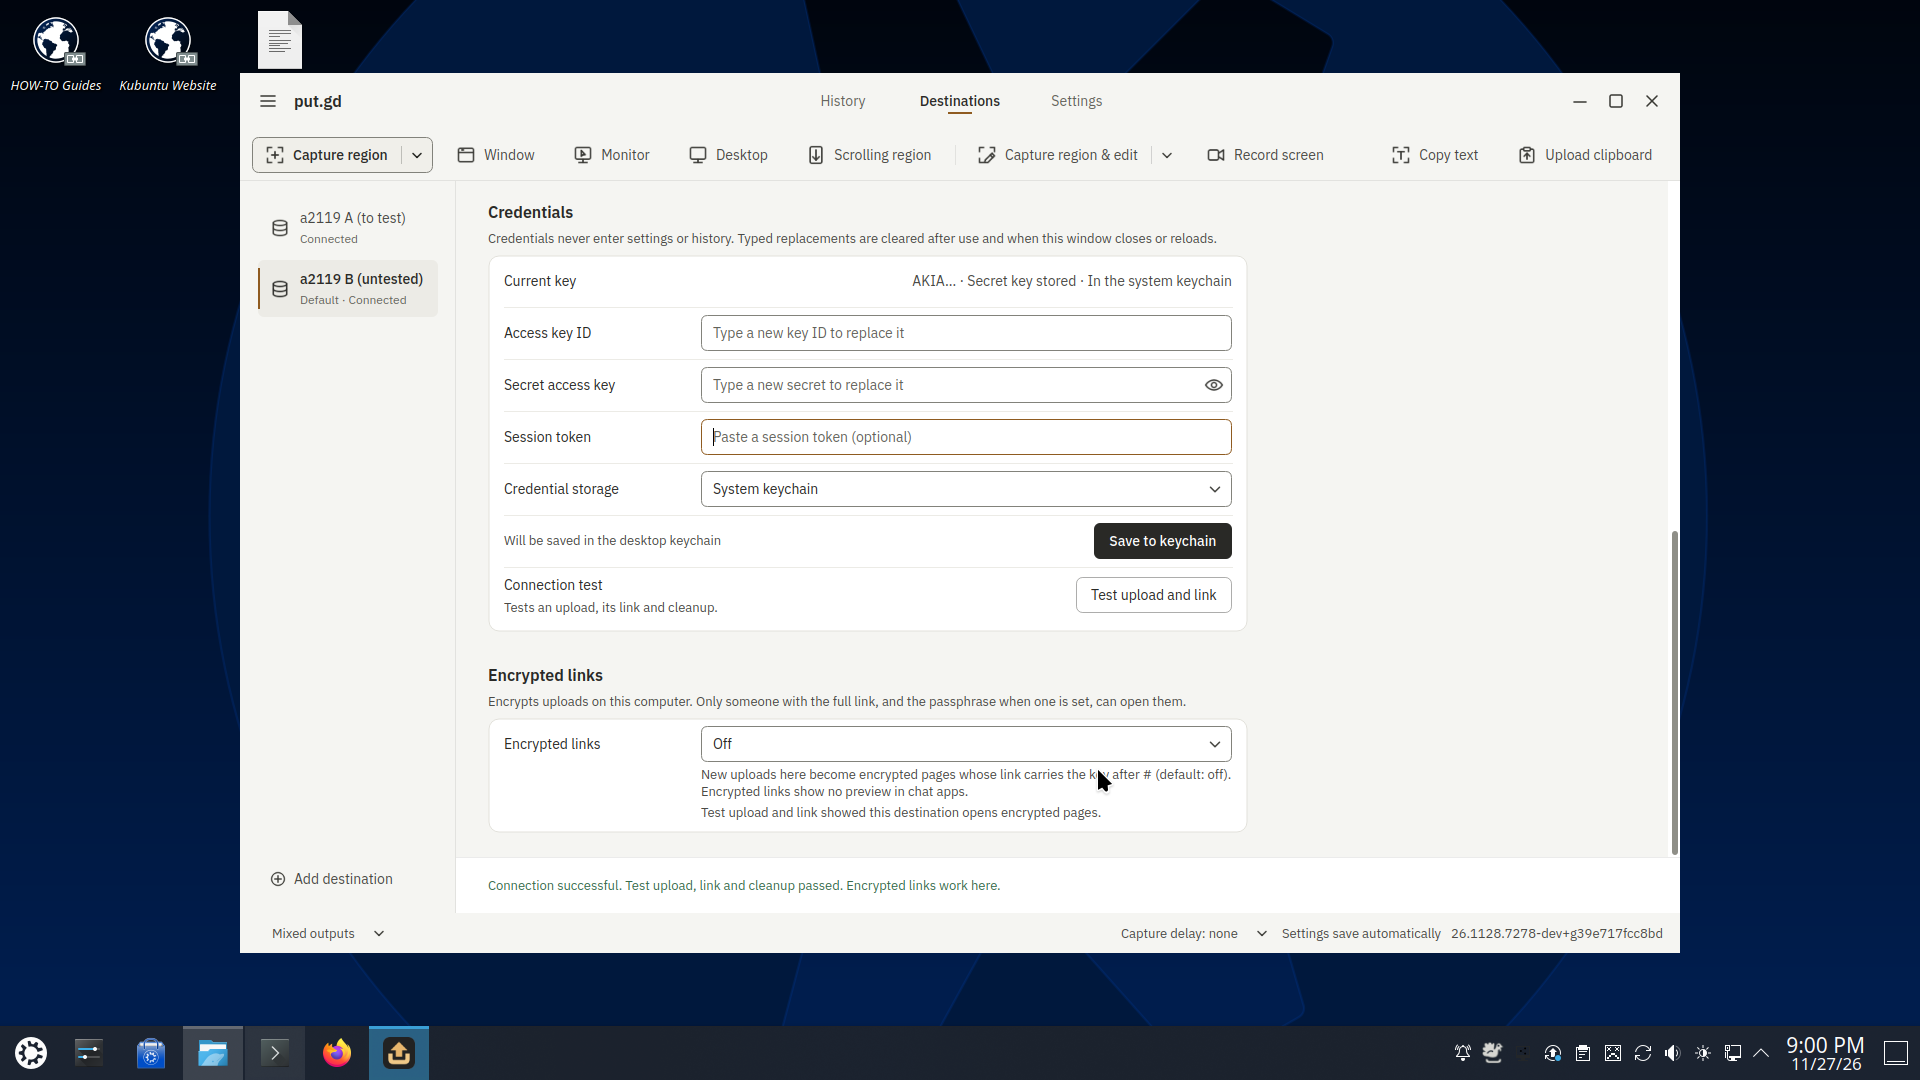 HOW-TO Guides
Kubuntu Website
put.gd
History
Destinations
Settings
Capture region
Window
Monitor
Desktop
Scrolling region
Capture region & edit
Record screen
Copy text
Upload clipboard
a2119 A (to test)
Connected
a2119 B (untested)
Default · Connected
Add destination
Credentials
Credentials never enter settings or history. Typed replacements are cleared after use and when this window closes or reloads.
Current key
AKIA... · Secret key stored · In the system keychain
Access key ID
Type a new key ID to replace it
Secret access key
Type a new secret to replace it
Session token
Paste a session token (optional)
Credential storage
System keychain
Will be saved in the desktop keychain
Save to keychain
Connection test
Tests an upload, its link and cleanup.
Test upload and link
Encrypted links
Encrypts uploads on this computer. Only someone with the full link, and the passphrase when one is set, can open them.
Encrypted links
Off
New uploads here become encrypted pages whose link carries the key after # (default: off).
Encrypted links show no preview in chat apps.
Test upload and link showed this destination opens encrypted pages.
Connection successful. Test upload, link and cleanup passed. Encrypted links work here.
Mixed outputs
Capture delay: none
Settings save automatically
26.1128.7278-dev+g39e717fcc8bd
9:00 PM
11/27/26